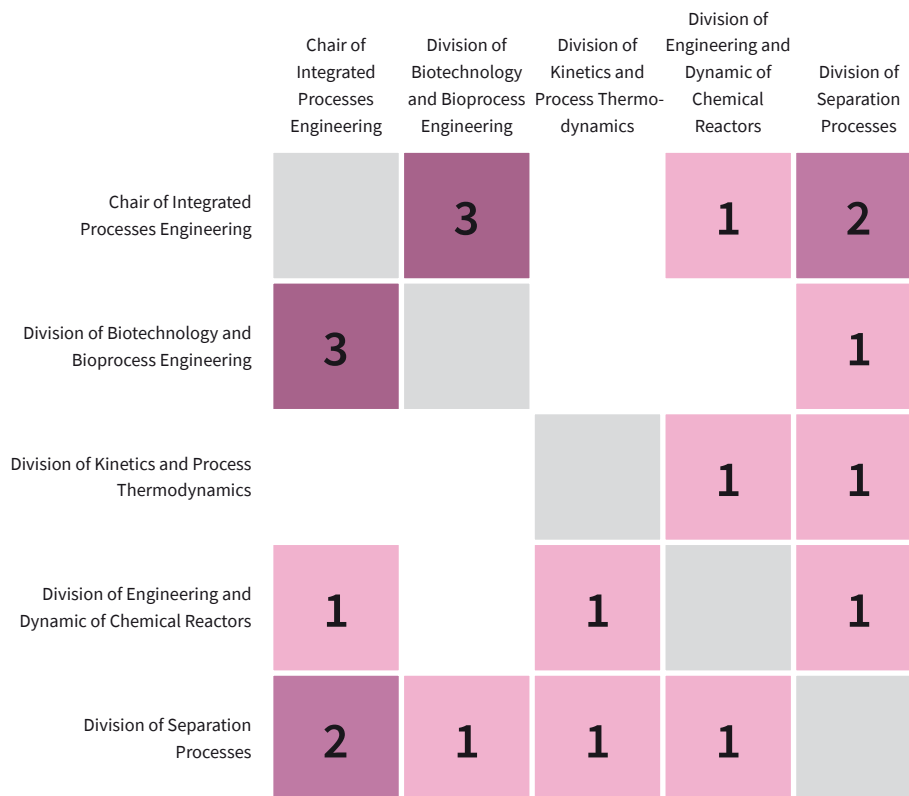 Chair of
Integrated
Processes
Engineering
Division of
Biotechnology
and Bioprocess
Engineering
Division of
Kinetics and
Process Thermo-
dynamics
Division of
Engineering and
Dynamic of
Chemical
Reactors
Division of
Separation
Processes
Chair of Integrated
Processes Engineering
3
1
2
Division of Biotechnology and
Bioprocess Engineering
3
1
Division of Kinetics and Process
Thermodynamics
1
1
Division of Engineering and
Dynamic of Chemical Reactors
1
1
1
Division of Separation
Processes
2
1
1
1